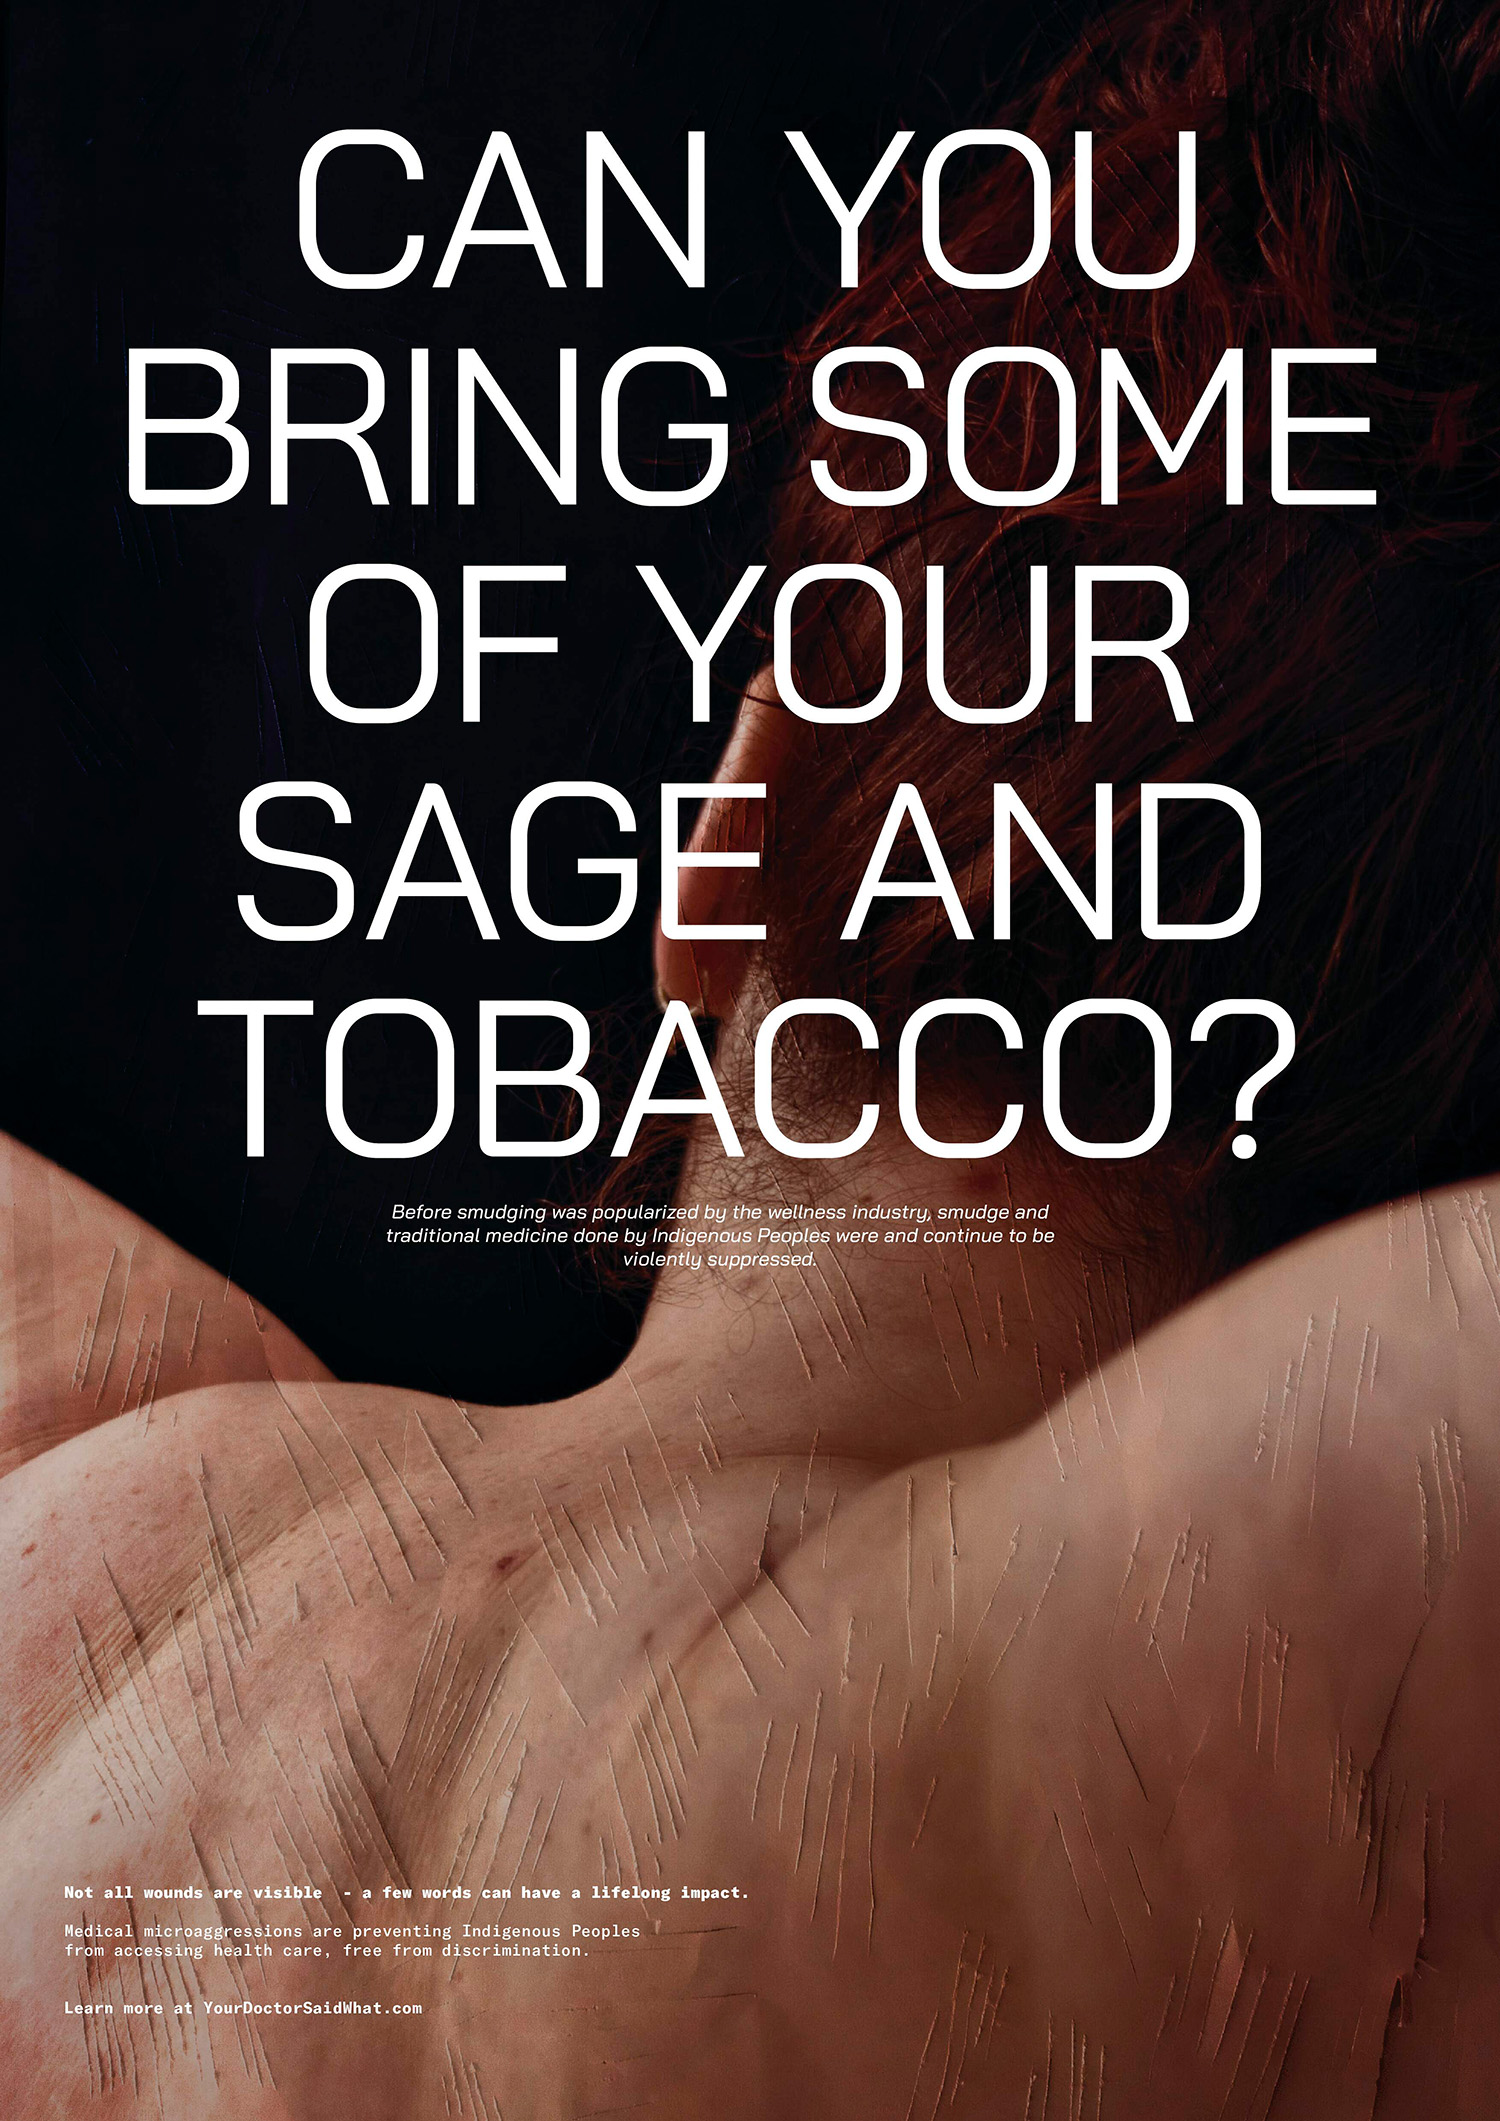 CAN YOU
BRING SOME
OF YOUR
SAGE AND
TOBACCO?
Before smudging was popularized by the wellness industry, smudge and
traditional medicine done by Indigenous Peoples were and continue to be
violently suppressed.
Not all wounds are visible - a few words can have a lifelong impact.
Medical microaggressions are preventing Indigenous Peoples
from accessing health care, free from discrimination.
Learn more at YourDoctorSaidWhat.com